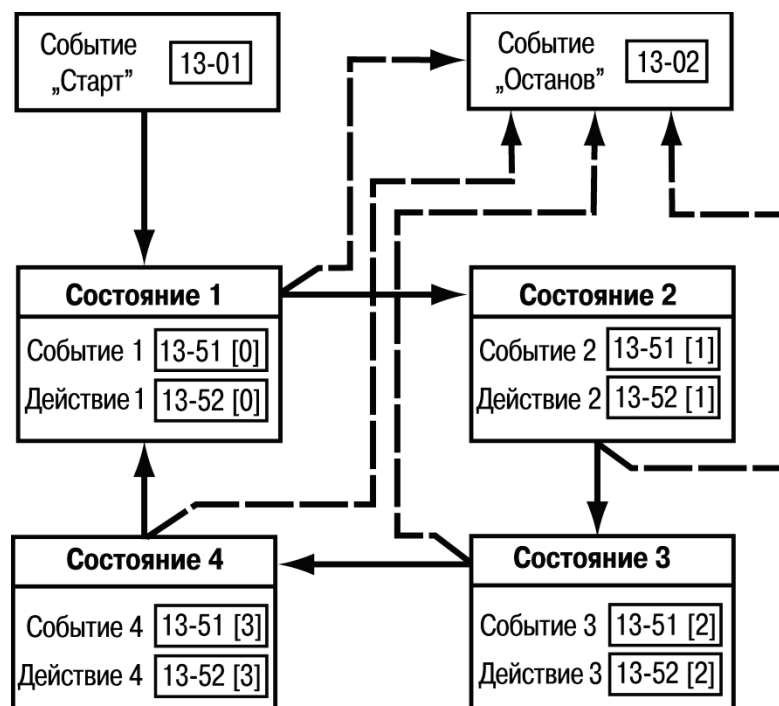 Событие
„Старт”
13-01
Событие
„Останов”
13-02
Состояние 1
Событие 1 13-51 [0]
Действие 1 13-52 [0]
Состояние 2
Событие 2 13-51 [1]
Действие 2 13-52 [1]
Состояние 4
Событие 4 13-51 [3]
Действие 4 13-52 [3]
Состояние 3
Событие 3 13-51 [2]
Действие 3 13-52 [2]